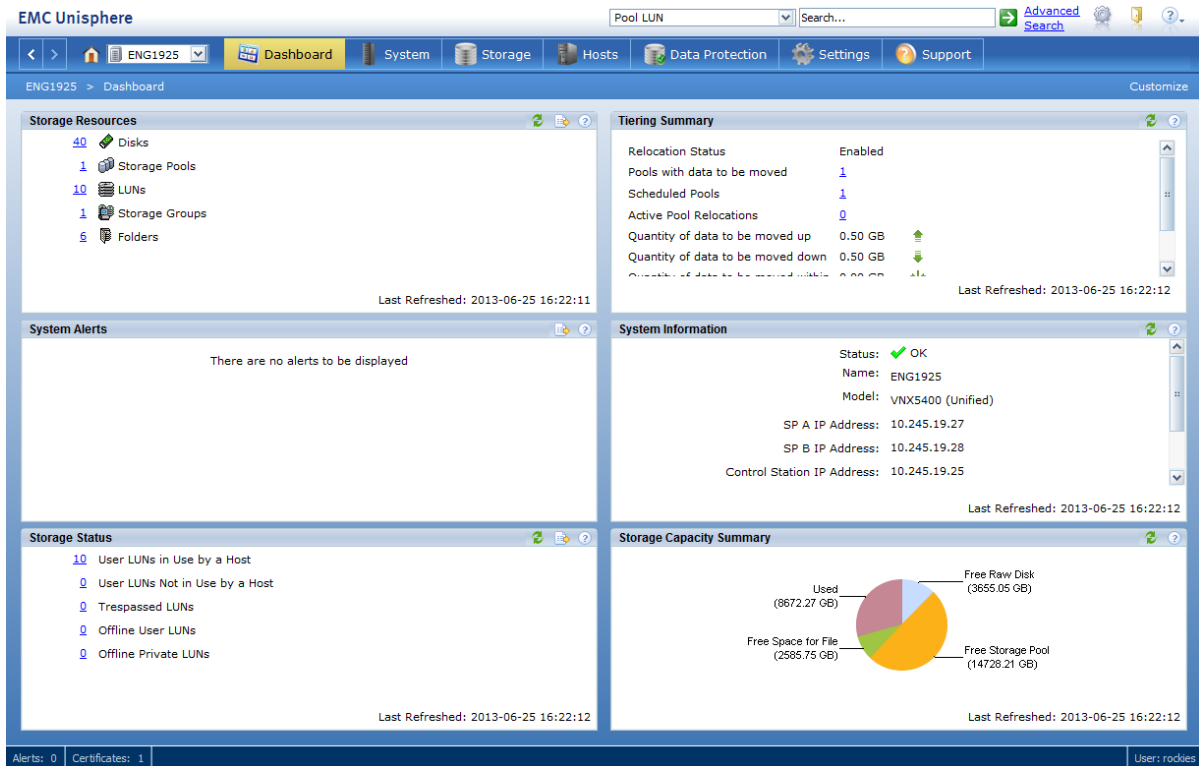 EMC Unisphere
Pool LUN
Search...
Advanced
Search
?
ENG1925
Dashboard
System
Storage
Hosts
Data Protection
Settings
Support
ENG1925 > Dashboard
Customize
Storage Resources
40 Disks
1 Storage Pools
10 LUNs
1 Storage Groups
6 Folders
Last Refreshed: 2013-06-25 16:22:11
Tiering Summary
Relocation Status Enabled
Pools with data to be moved 1
Scheduled Pools 1
Active Pool Relocations 0
Quantity of data to be moved up 0.50 GB
Quantity of data to be moved down 0.50 GB
Quantity of data to be moved within 0.00 GB
Last Refreshed: 2013-06-25 16:22:12
System Alerts
There are no alerts to be displayed
System Information
Status: OK
Name: ENG1925
Model: VNX5400 (Unified)
SP A IP Address: 10.245.19.27
SP B IP Address: 10.245.19.28
Control Station IP Address: 10.245.19.25
Last Refreshed: 2013-06-25 16:22:12
Storage Status
10 User LUNs in Use by a Host
0 User LUNs Not in Use by a Host
0 Trespassed LUNs
0 Offline User LUNs
0 Offline Private LUNs
Last Refreshed: 2013-06-25 16:22:12
Storage Capacity Summary
Free Raw Disk
(3655.05 GB)
Used
(8672.27 GB)
Free Space for File
(2585.75 GB)
Free Storage Pool
(14728.21 GB)
Last Refreshed: 2013-06-25 16:22:12
Alerts: 0
Certificates: 1
User: rockies